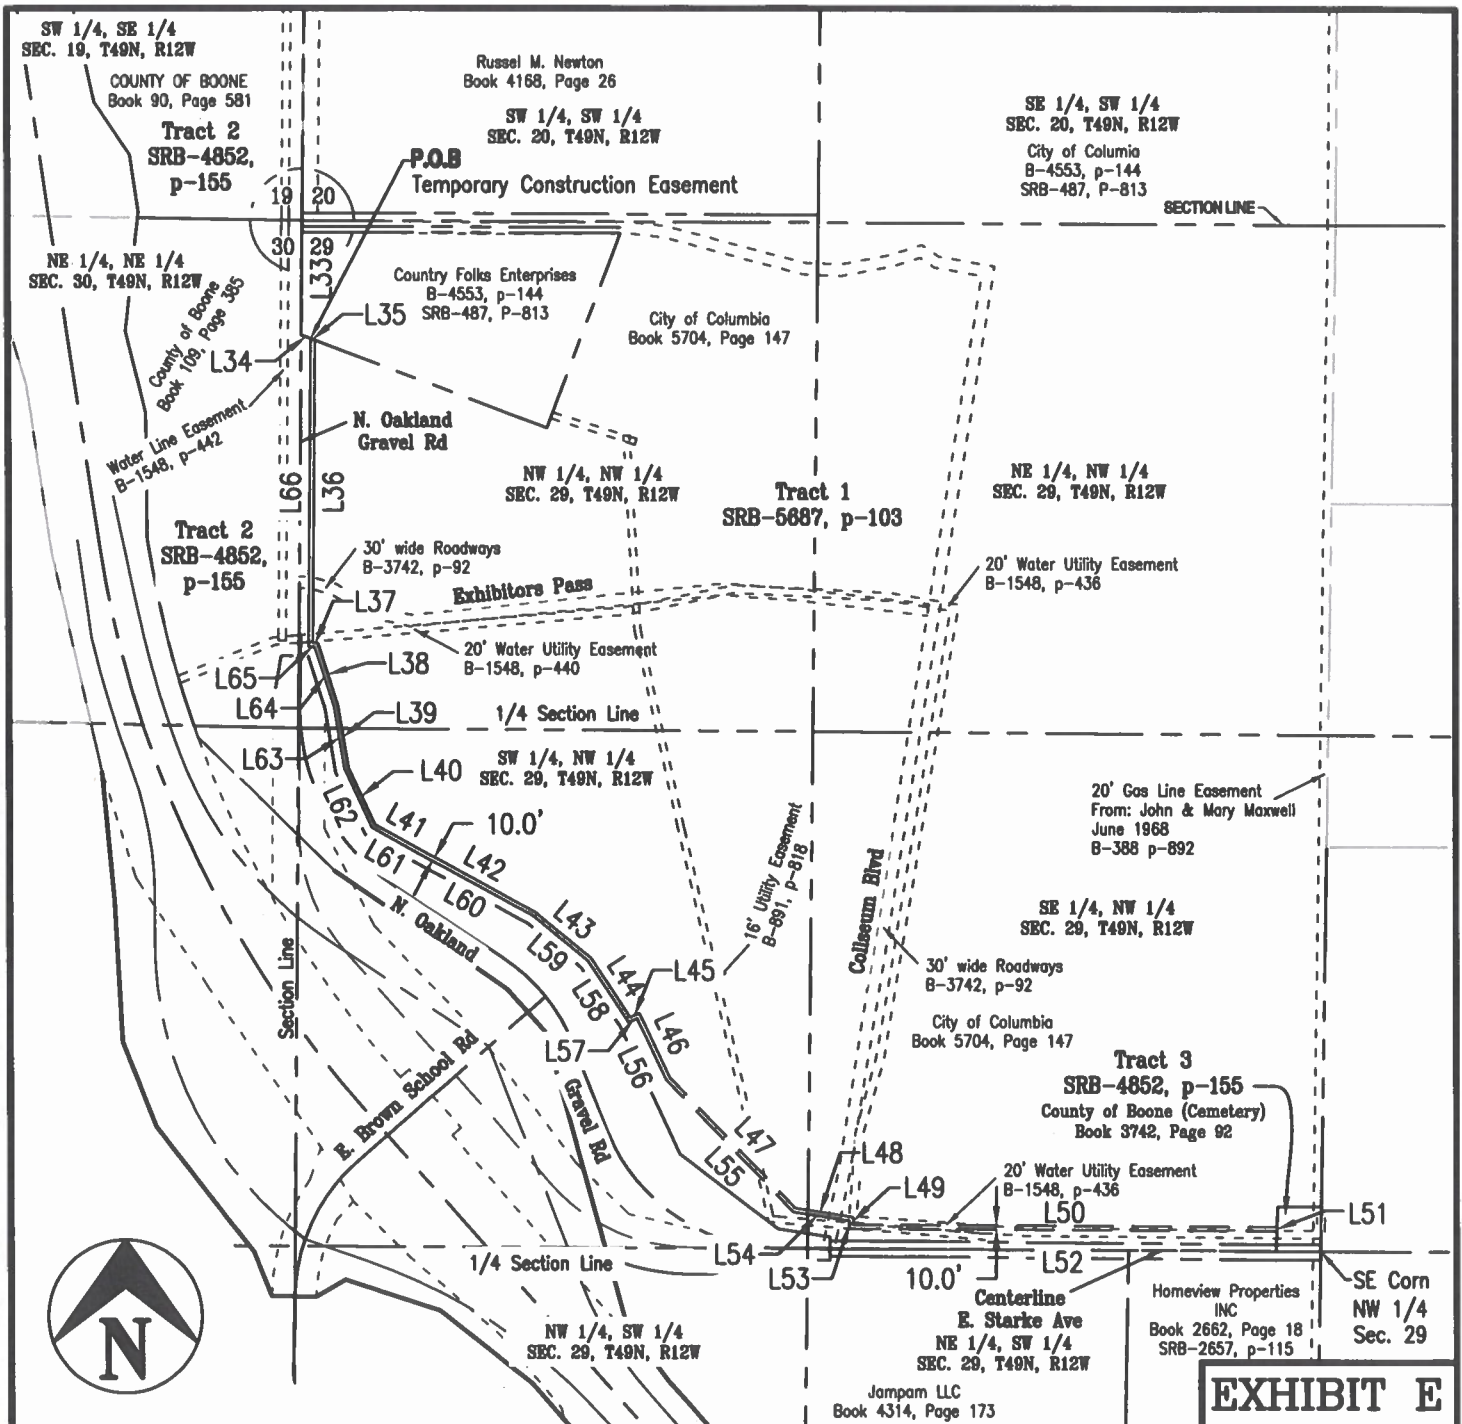 SW 1/4, SE 1/4
SEC. 19, T49N, R12W
COUNTY OF BOONE
Book 90, Page 581
Tract 2
SRB-4852,
p-155
Russel M. Newton
Book 4168, Page 26
SW 1/4, SW 1/4
SEC. 20, T49N, R12W
P.O.B
Temporary Construction Easement
SE 1/4, SW 1/4
SEC. 20, T49N, R12W
City of Columia
B-4553, p-144
SRB-487, P-813
SECTION LINE
19
20
30
29
NE 1/4, NE 1/4
SEC. 30, T49N, R12W
L33
Country Folks Enterprises
B-4553, p-144
SRB-487, P-813
L35
City of Columbia
Book 5704, Page 147
County of Boone
Book 109, Page 385
L34
Water Line Easement
B-1548, p-442
N. Oakland
Gravel Rd
L66
L36
NW 1/4, NW 1/4
SEC. 29, T49N, R12W
Tract 1
SRB-5687, p-103
NE 1/4, NW 1/4
SEC. 29, T49N, R12W
Tract 2
SRB-4852,
p-155
30' wide Roadways
B-3742, p-92
Exhibitors Pass
20' Water Utility Easement
B-1548, p-436
L37
20' Water Utility Easement
B-1548, p-440
L38
L65
L64
L39
1/4 Section Line
L63
L40
SW 1/4, NW 1/4
SEC. 29, T49N, R12W
20' Gas Line Easement
From: John & Mary Maxwell
June 1968
B-388 p-892
L62
L41
10.0'
L61
L42
L60
16' Utility Easement
B-891, p-818
Coliseum Blvd
N. Oakland
L43
SE 1/4, NW 1/4
SEC. 29, T49N, R12W
L59
Section Line
L44
L45
L58
30' wide Roadways
B-3742, p-92
City of Columbia
Book 5704, Page 147
L46
L57
L56
E. Brown School Rd
Gravel Rd
Tract 3
SRB-4852, p-155
County of Boone (Cemetery)
Book 3742, Page 92
L47
L55
L48
L49
20' Water Utility Easement
B-1548, p-436
L50
L51
L54
1/4 Section Line
L53
10.0'
L52
SE Corn
NW 1/4
Sec. 29
Centerline
E. Starke Ave
NE 1/4, SW 1/4
SEC. 29, T49N, R12W
Homeview Properties
INC
Book 2662, Page 18
SRB-2657, p-115
N
NW 1/4, SW 1/4
SEC. 29, T49N, R12W
Jampam LLC
Book 4314, Page 173
EXHIBIT E